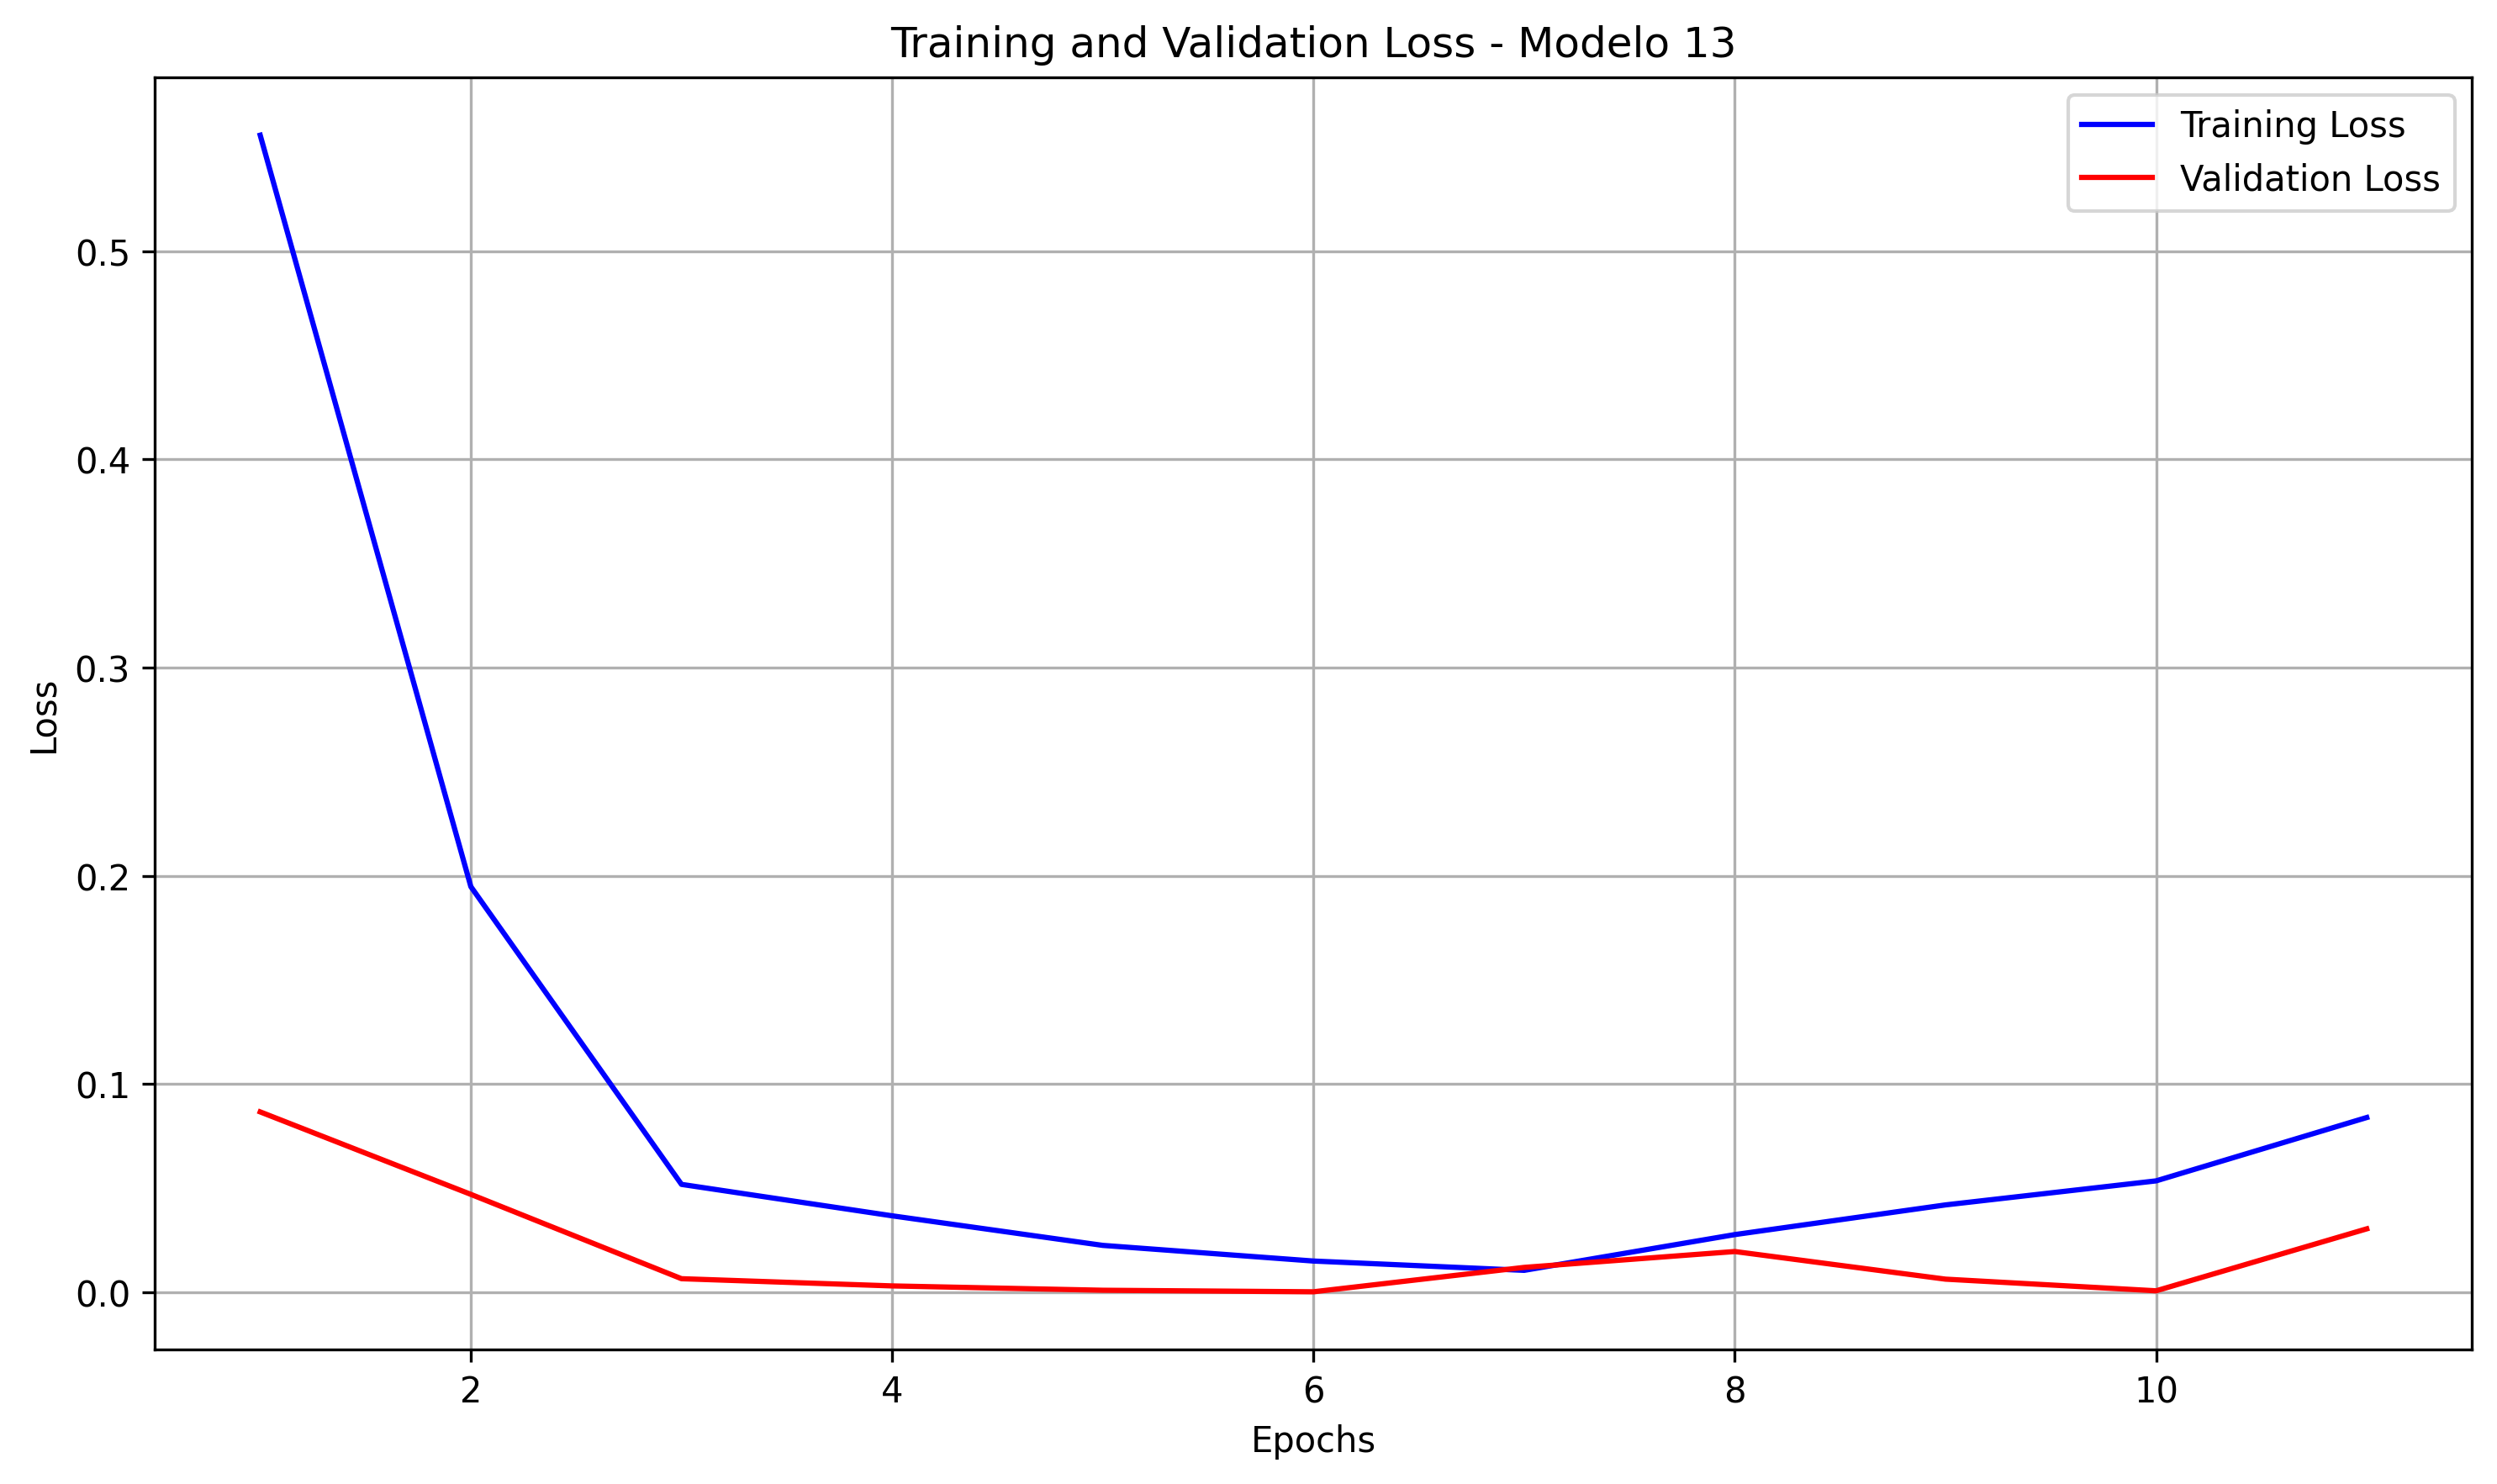 Training and Validation Loss - Modelo 13
Training Loss
Validation Loss
0.5
0.4
0.3
0.2
0.1
0.0
Loss
2
4
6
8
10
Epochs